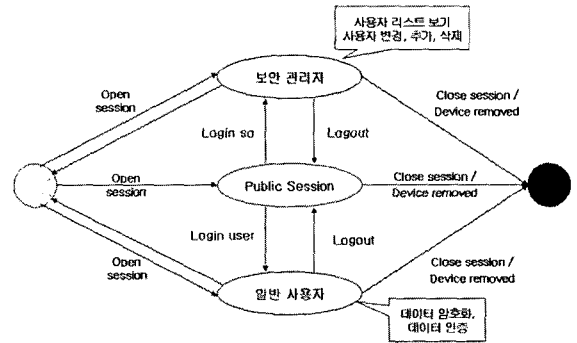 사용자 리스트 보기
사용자 변경, 추가, 삭제
보안 관리자
Open
session
Close session /
Device removed
Login so
Logout
Open
session
Public Session
Close session /
Device removed
Login user
Logout
Open
session
Close session /
Device removed
일반 사용자
데이터 암호화,
데이터 인증